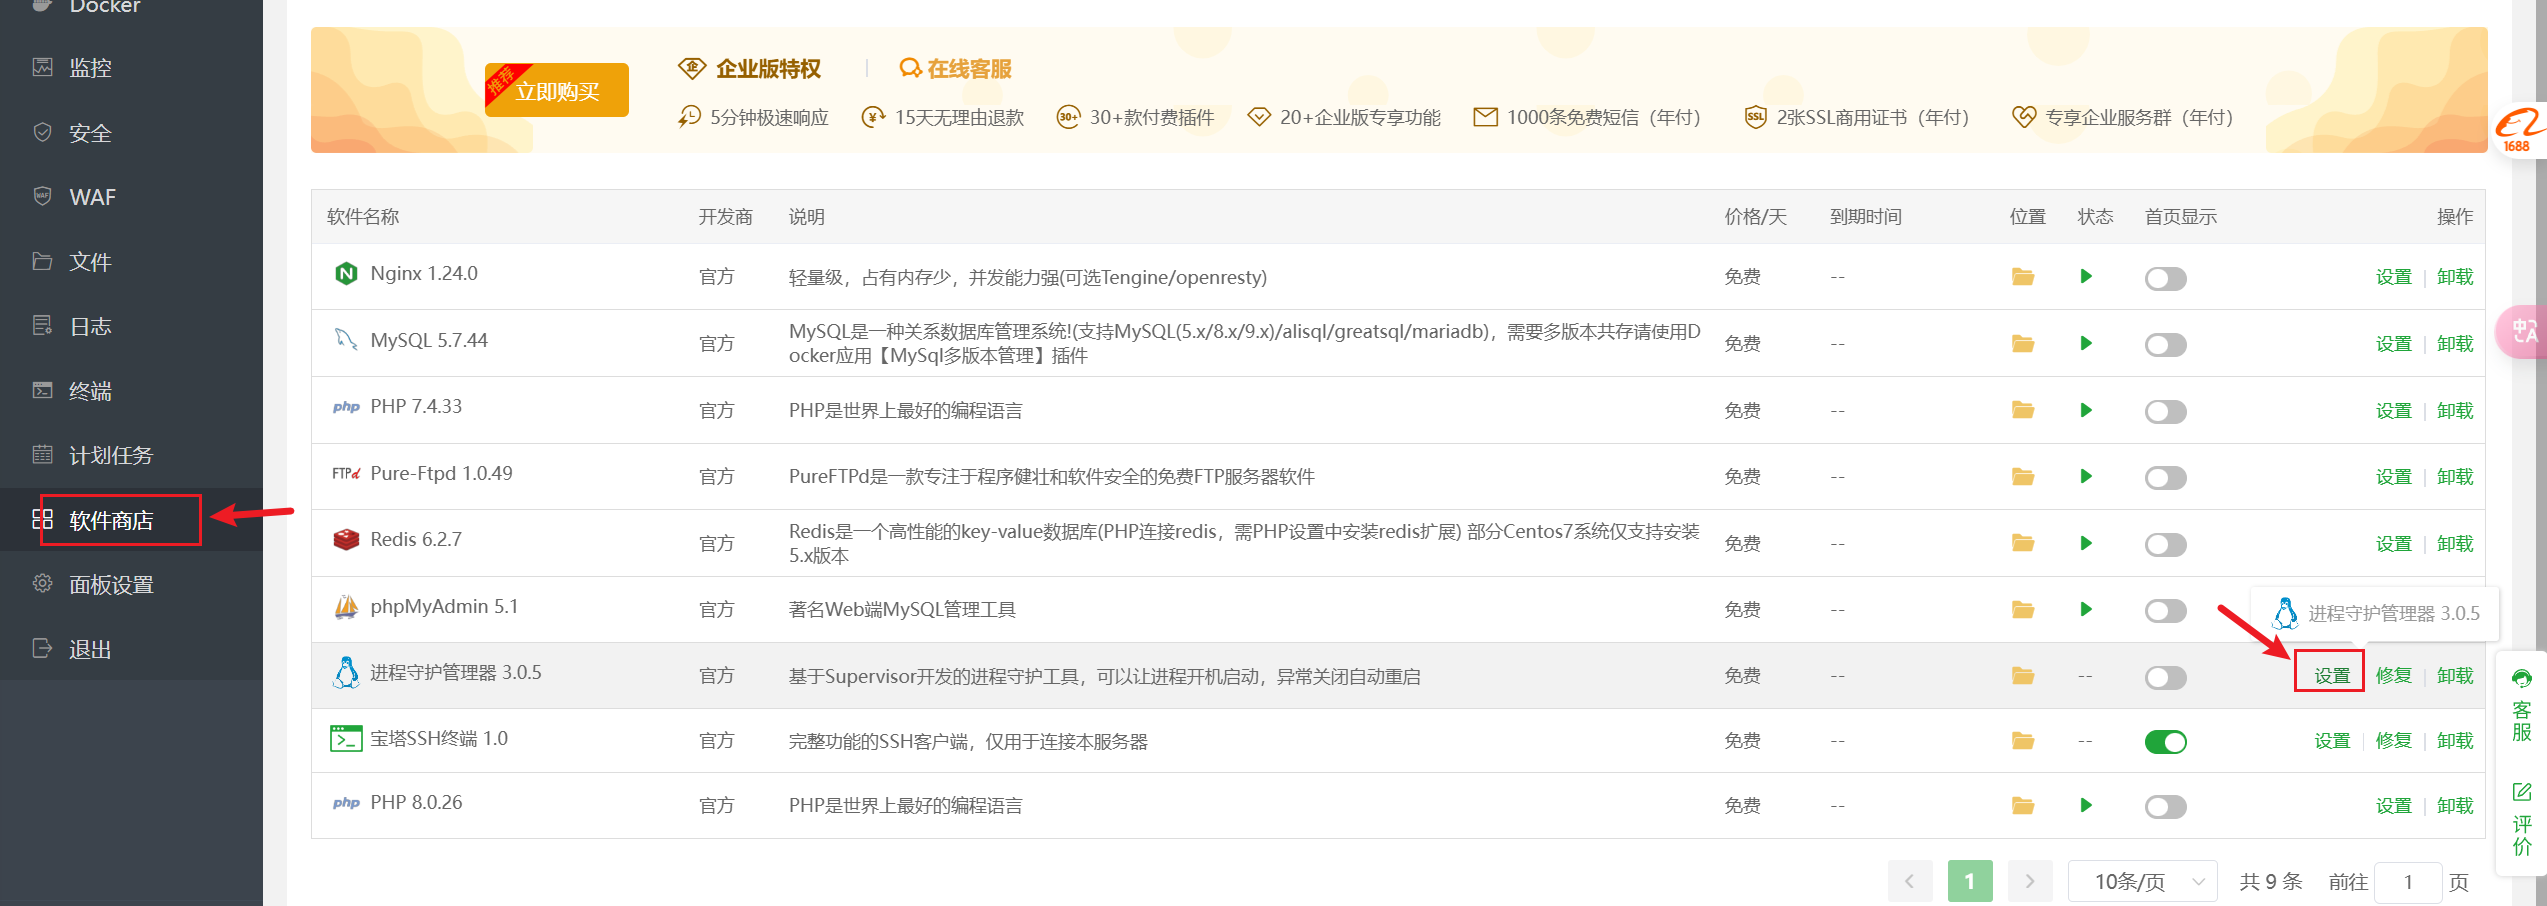 Docker
监控
安全
WAF
文件
日志
终端
计划任务
软件商店
面板设置
退出
推荐
立即购买
企
企业版特权
在线客服
5分钟极速响应
15天无理由退款
30+
30+款付费插件
20+企业版专享功能
1000条免费短信（年付）
SSL
2张SSL商用证书（年付）
专享企业服务群（年付）
1688
软件名称 开发商 说明 价格/天 到期时间 位置 状态 首页显示 操作
Nginx 1.24.0 官方 轻量级，占有内存少，并发能力强(可选Tengine/openresty) 免费 -- 设置 | 卸载
MySQL 5.7.44 官方 MySQL是一种关系数据库管理系统!(支持MySQL(5.x/8.x/9.x)/alisql/greatsql/mariadb)，需要多版本共存请使用D
ocker应用【MySql多版本管理】插件 免费 -- 设置 | 卸载
php PHP 7.4.33 官方 PHP是世界上最好的编程语言 免费 -- 设置 | 卸载
FTPd Pure-Ftpd 1.0.49 官方 PureFTPd是一款专注于程序健壮和软件安全的免费FTP服务器软件 免费 -- 设置 | 卸载
Redis 6.2.7 官方 Redis是一个高性能的key-value数据库(PHP连接redis，需PHP设置中安装redis扩展) 部分Centos7系统仅支持安装
5.x版本 免费 -- 设置 | 卸载
phpMyAdmin 5.1 官方 著名Web端MySQL管理工具 免费 --
进程守护管理器 3.0.5
进程守护管理器 3.0.5 官方 基于Supervisor开发的进程守护工具，可以让进程开机启动，异常关闭自动重启 免费 -- -- 设置 修复 | 卸载
宝塔SSH终端 1.0 官方 完整功能的SSH客户端，仅用于连接本服务器 免费 -- -- 设置 | 修复 | 卸载
php PHP 8.0.26 官方 PHP是世界上最好的编程语言 免费 -- 设置 | 卸载
1
10条/页
共 9 条
前往 1 页
中A
客服
评价